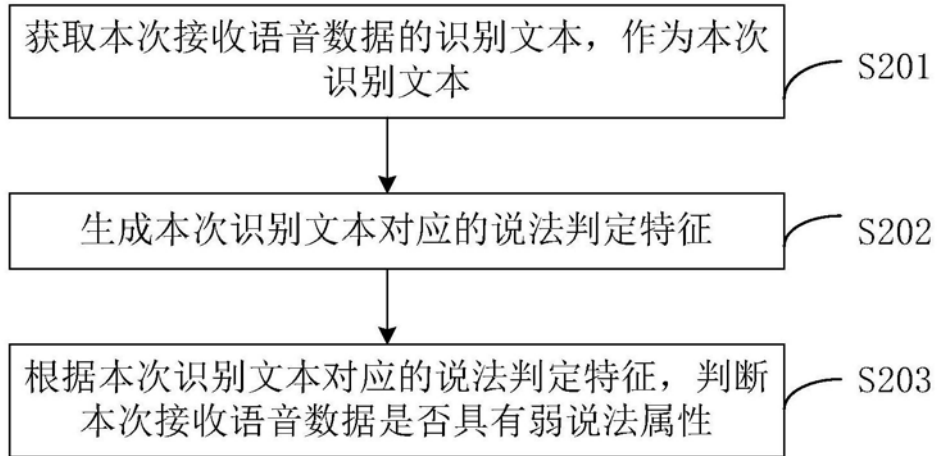 获取本次接收语音数据的识别文本，作为本次
识别文本
S201
生成本次识别文本对应的说法判定特征
S202
根据本次识别文本对应的说法判定特征，判断
本次接收语音数据是否具有弱说法属性
S203